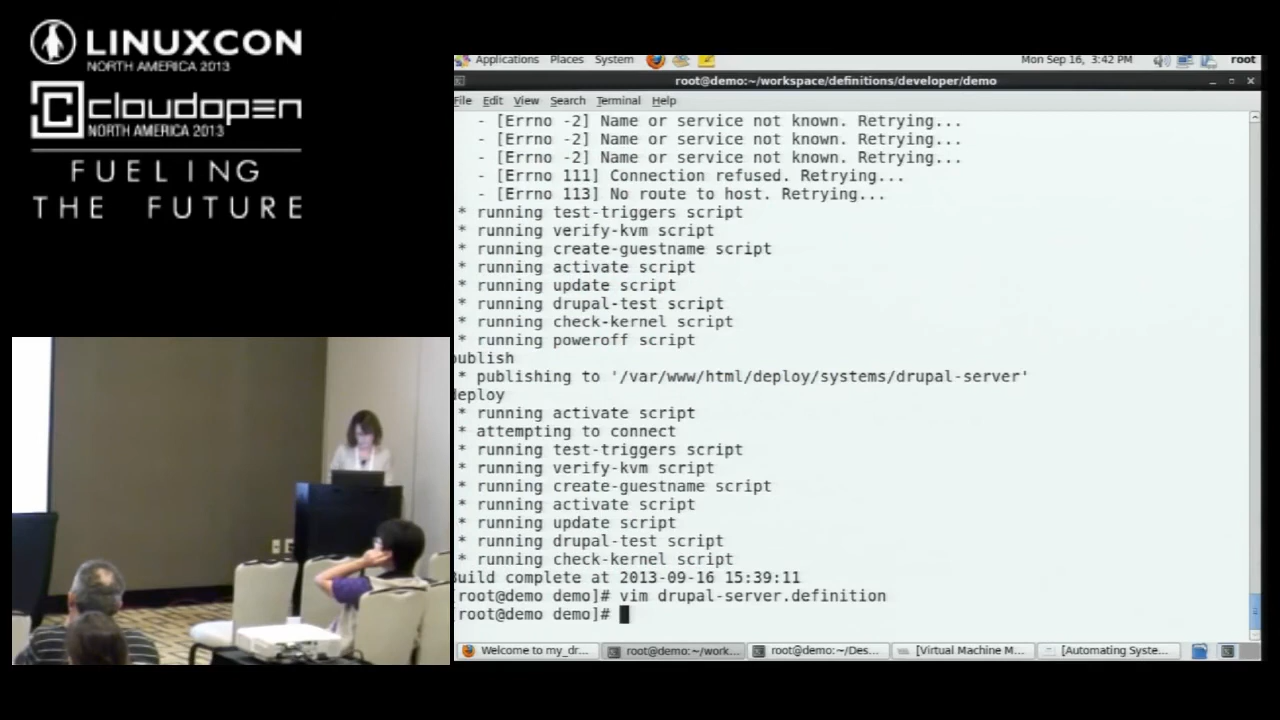 LINUXCON
NORTH AMERICA 2013
cloudopen
NORTH AMERICA 2013
FUELING
THE FUTURE
Applications Places System Mon Sep 16, 3:42 PM root
root@demo:~/workspace/definitions/developer/demo
File Edit View Search Terminal Help
- [Errno -2] Name or service not known. Retrying...
- [Errno -2] Name or service not known. Retrying...
- [Errno -2] Name or service not known. Retrying...
- [Errno 111] Connection refused. Retrying...
- [Errno 113] No route to host. Retrying...
* running test-triggers script
* running verify-kvm script
* running create-guestname script
* running activate script
* running update script
* running drupal-test script
* running check-kernel script
* running poweroff script
publish
* publishing to '/var/www/html/deploy/systems/drupal-server'
deploy
* running activate script
* attempting to connect
* running test-triggers script
* running verify-kvm script
* running create-guestname script
* running activate script
* running update script
* running drupal-test script
* running check-kernel script
Build complete at 2013-09-16 15:39:11
[root@demo demo]# vim drupal-server.definition
[root@demo demo]#
Welcome to my_dr... root@demo:~/work... root@demo:~/Des... [Virtual Machine M... [Automating Syste...